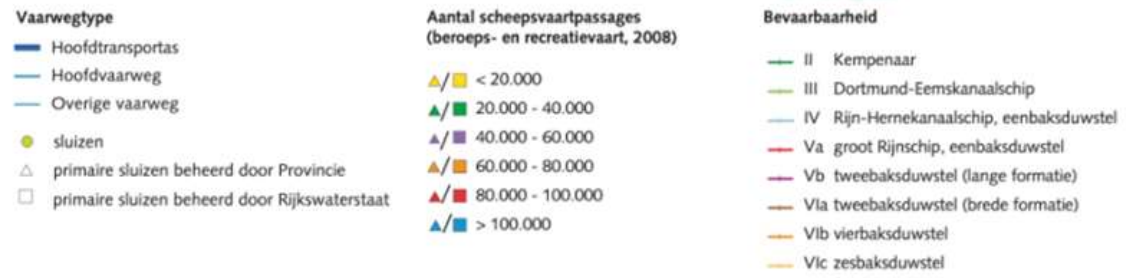 Vaarwegtype
Hoofdtransportas
Hoofdvaarweg
Overige vaarweg
sluizen
primaire sluizen beheerd door Provincie
primaire sluizen beheerd door Rijkswaterstaat
Aantal scheepsvaartpassages
(beroeps- en recreatievaart, 2008)
/ < 20.000
/ 20.000 - 40.000
/ 40.000 - 60.000
/ 60.000 - 80.000
/ 80.000 - 100.000
/ > 100.000
Bevaarbaarheid
II Kempenaar
III Dortmund-Eemskanaalschip
IV Rijn-Hernekanaalschip, eenbaksduwstel
Va groot Rijnschip, eenbaksduwstel
Vb tweebaksduwstel (lange formatie)
VIa tweebaksduwstel (brede formatie)
VIb vierbaksduwstel
VIc zesbaksduwstel